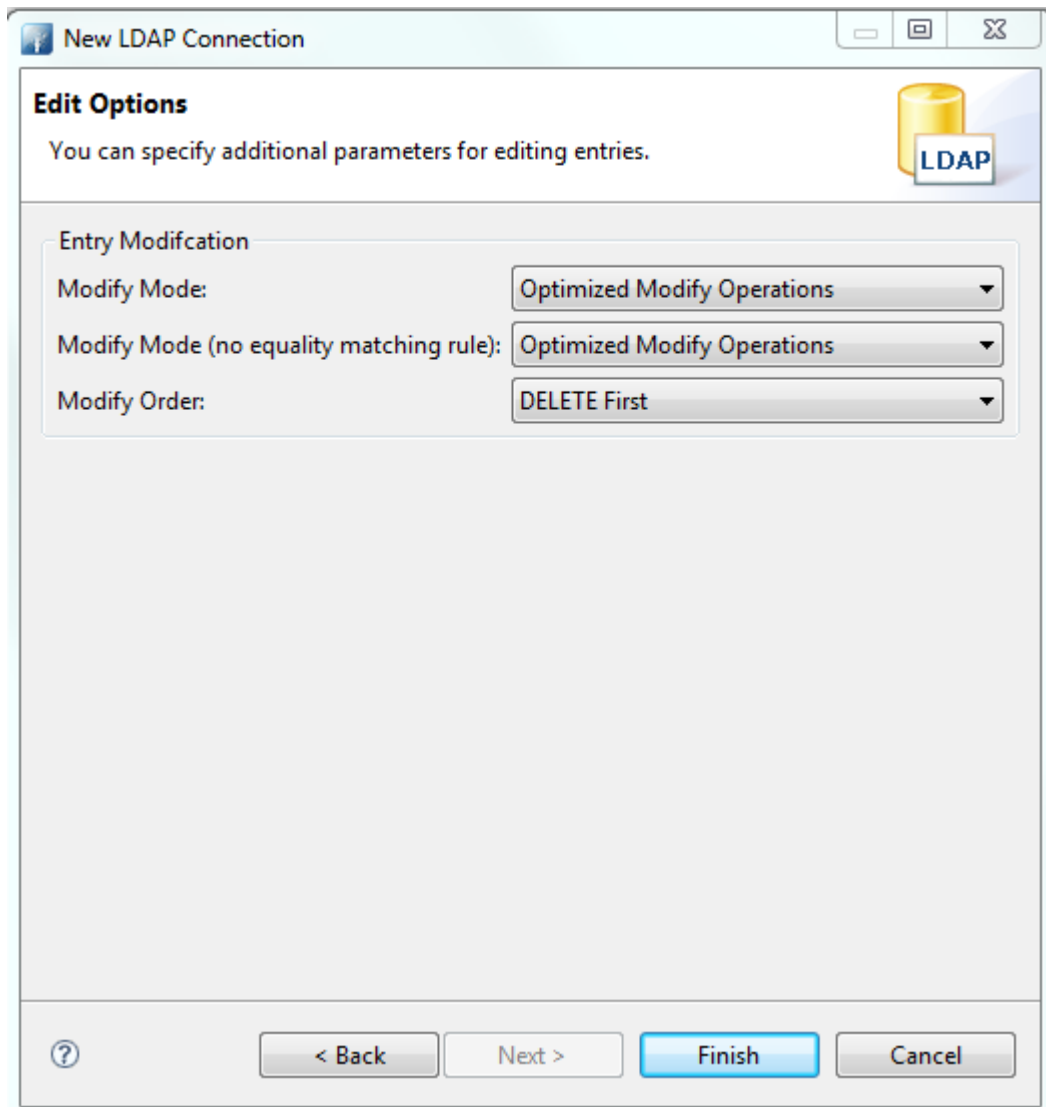 New LDAP Connection
Edit Options
You can specify additional parameters for editing entries.
LDAP
Entry Modifcation
Modify Mode: Optimized Modify Operations
Modify Mode (no equality matching rule): Optimized Modify Operations
Modify Order: DELETE First
? < Back Next > Finish Cancel